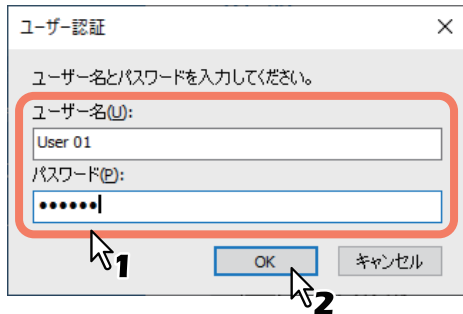 ユーザー認証
ユーザー名とパスワードを入力してください。
ユーザー名(U):
User 01
パスワード(P):
••••••
1
OK
キャンセル
2